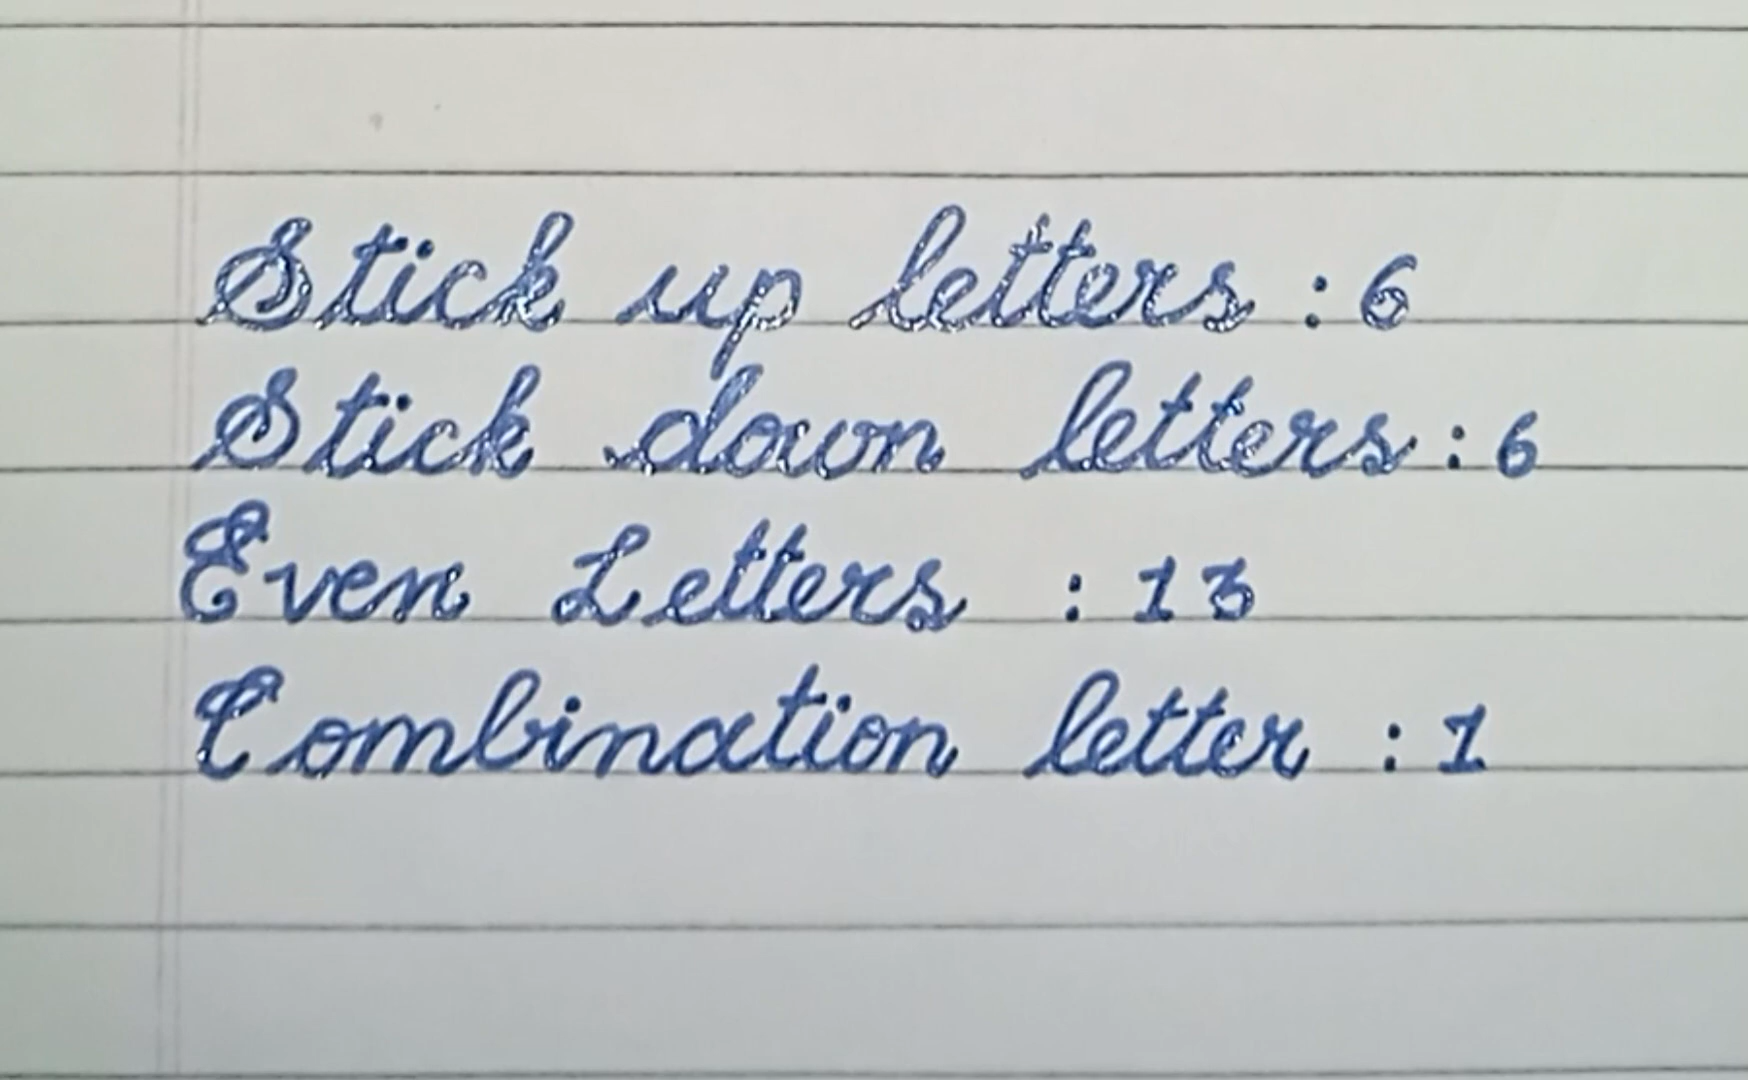 Stick up letters : 6
Stick down letters : 6
Even Letters : 13
Combination letter : 1